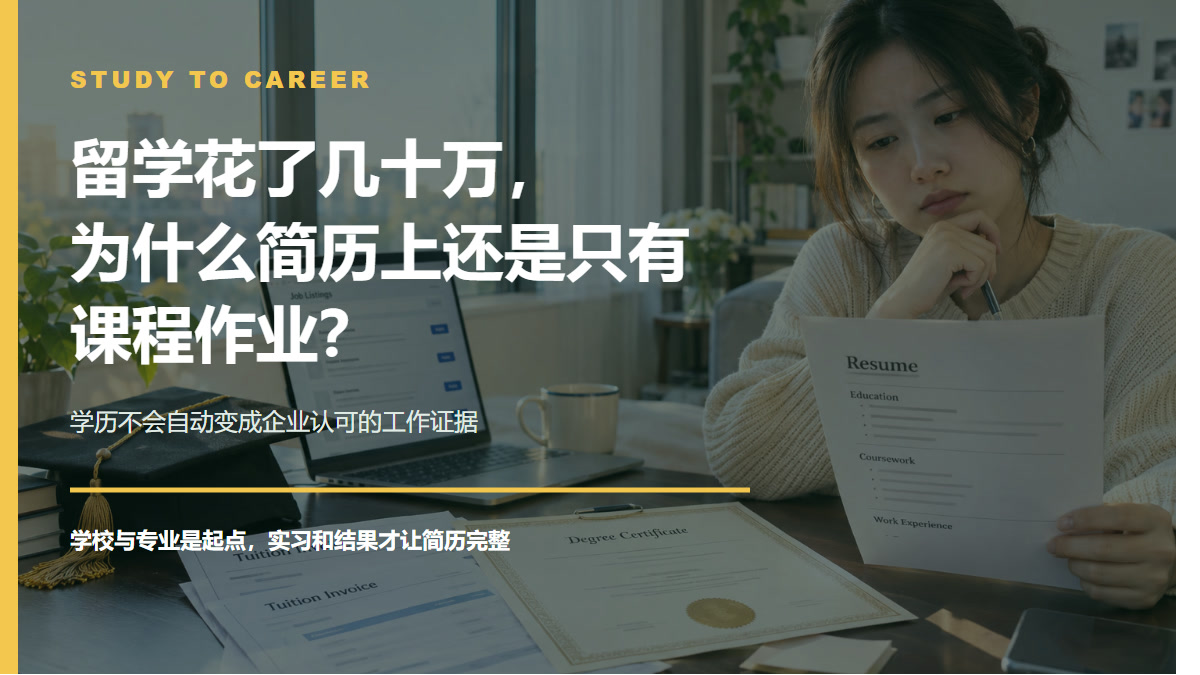 STUDY TO CAREER
留学花了几十万，
为什么简历上还是只有
课程作业？
学历不会自动变成企业认可的工作证据
学校与专业是起点，实习和结果才让简历完整
Job Listings
Resume
Education
Coursework
Work Experience
Degree Certificate
Tuition
Tuition Invoice